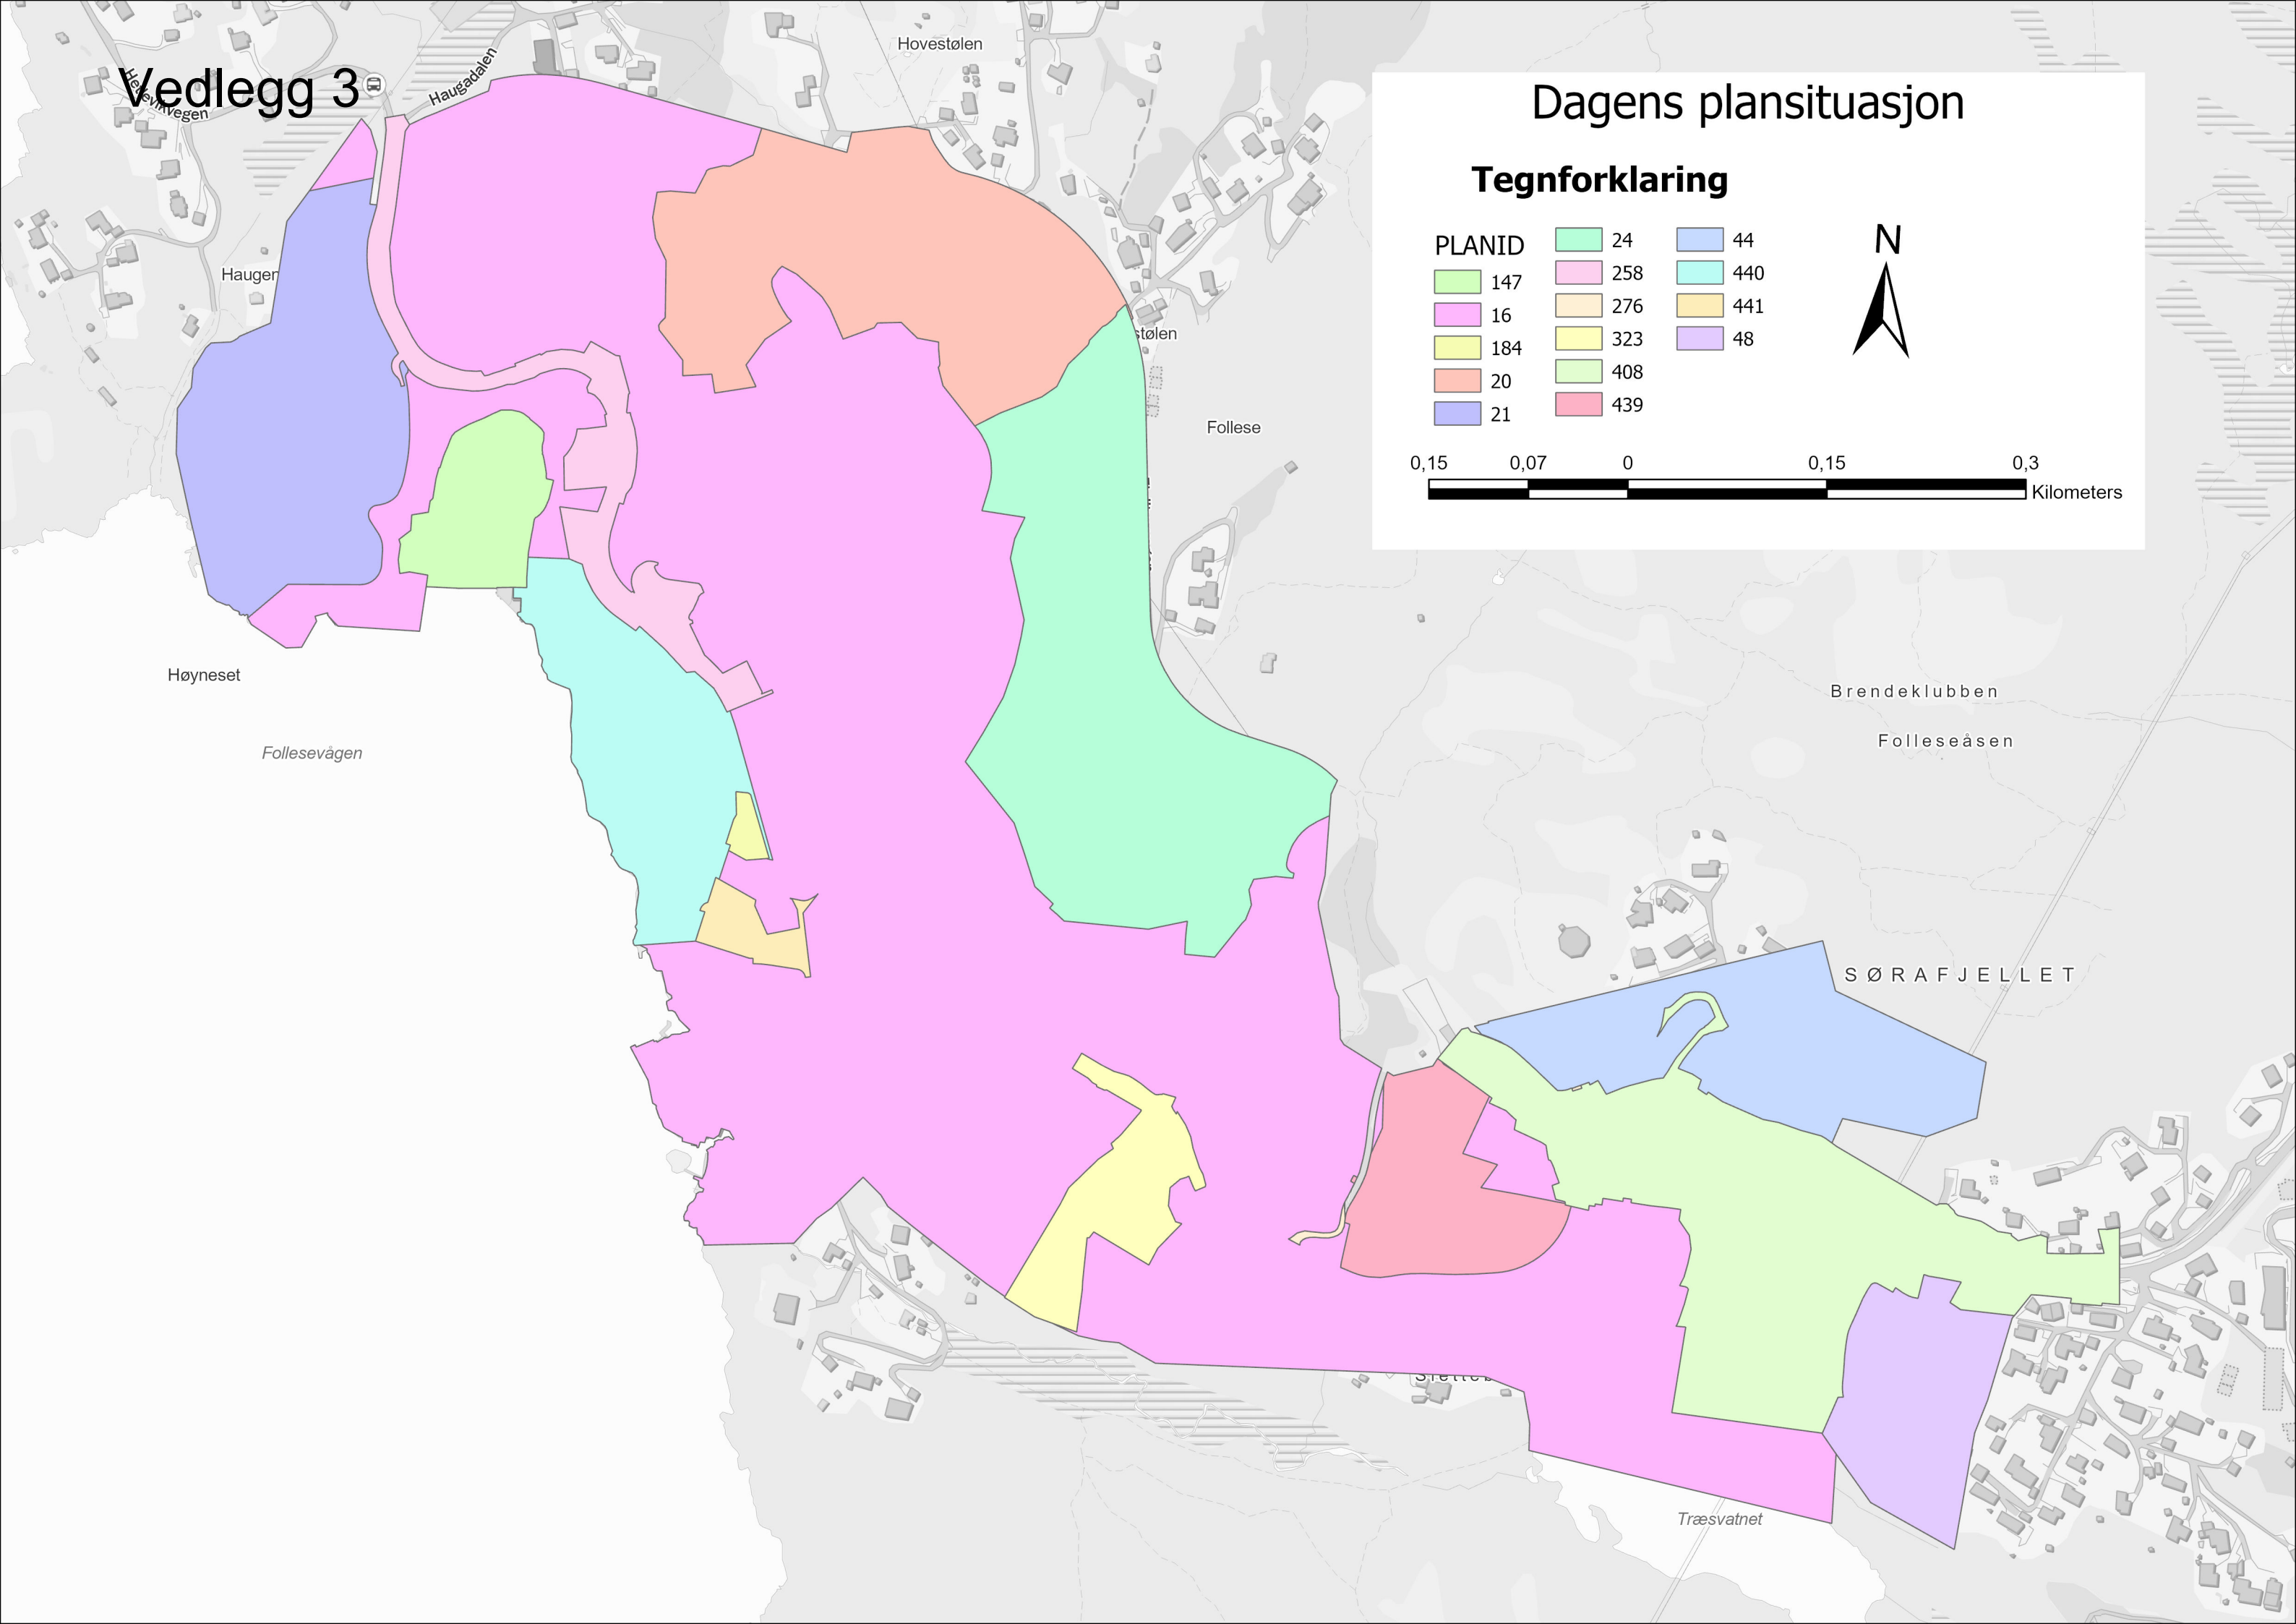 Vedlegg 3
Hovestølen
Haugadalen
Dagens plansituasjon
Tegnforklaring
PLANID
147
16
184
20
21
24
258
276
323
408
439
44
440
441
48
N
0,15 0,07 0 0,15 0,3
Kilometers
Haugen
stølen
Follese
Høyneset
Follesevågen
Brendeklubben
Folleseåsen
SØRAFJELLET
Træsvatnet